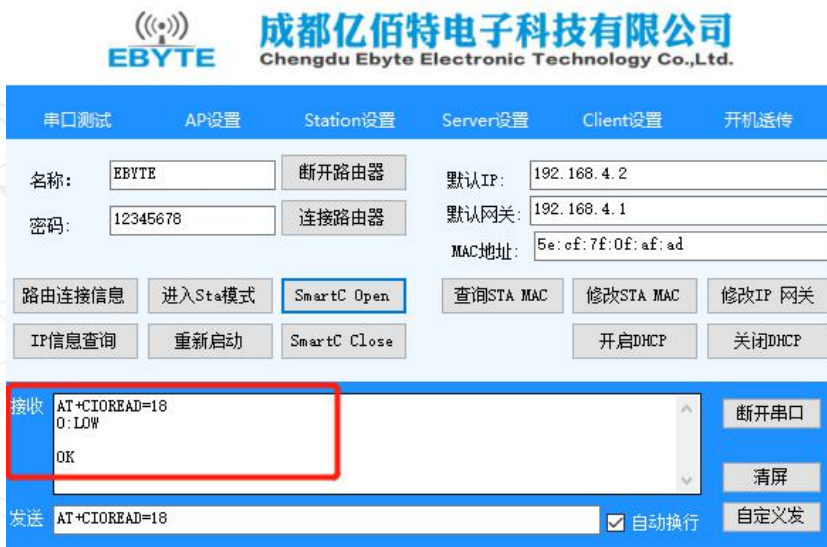 EBYTE
成都亿佰特电子科技有限公司
Chengdu Ebyte Electronic Technology Co.,Ltd.
串口测试 AP设置 Station设置 Server设置 Client设置 开机透传
名称: EBYTE 断开路由器 默认IP: 192.168.4.2
密码: 12345678 连接路由器 默认网关: 192.168.4.1
MAC地址: 5e:cf:7f:0f:af:ad
路由连接信息 进入Sta模式 SmartC Open 查询STA MAC 修改STA MAC 修改IP 网关
IP信息查询 重新启动 SmartC Close 开启DHCP 关闭DHCP
接收 AT+CIOREAD=18 断开串口
0:LOW
OK
清屏
发送 AT+CIOREAD=18 自动换行 自定义发